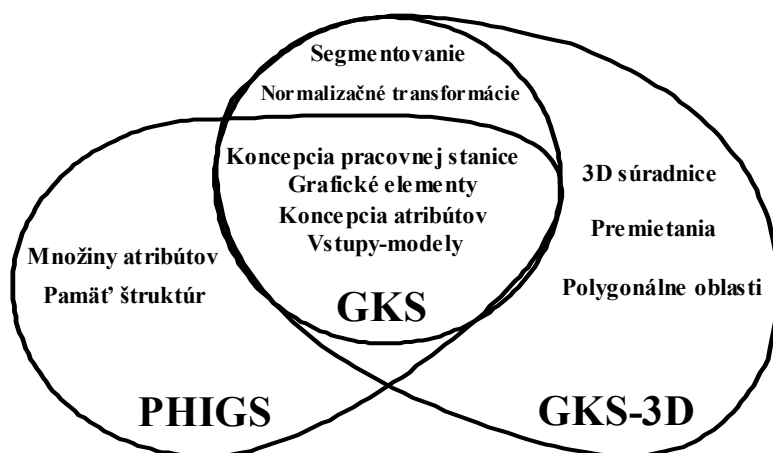 Segmentovanie
Normalizačné transformácie
Koncepcia pracovnej stanice
Grafické elementy
Koncepcia atribútov
Vstupy-modely
GKS
Množiny atribútov
Pamäť štruktúr
PHIGS
3D súradnice
Premietania
Polygonálne oblasti
GKS-3D